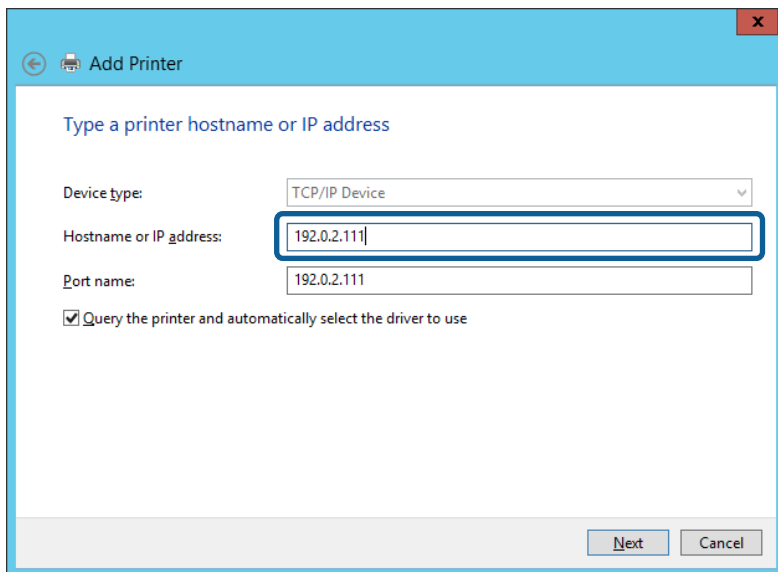 x
Add Printer
Type a printer hostname or IP address
Device type: TCP/IP Device
Hostname or IP address: 192.0.2.111
Port name: 192.0.2.111
Query the printer and automatically select the driver to use
Next Cancel